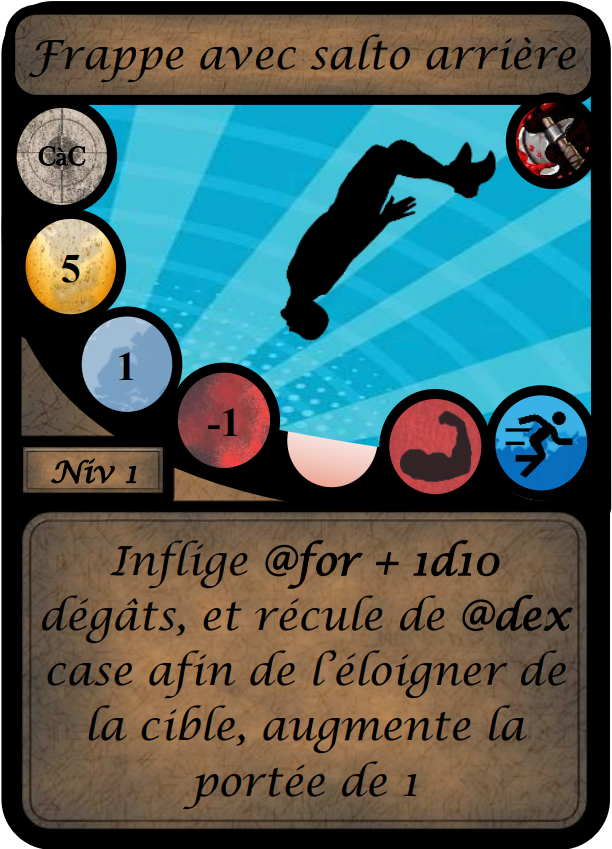 Frappe avec salto arrière
CàC
5
1
-1
Niv 1
Inflige @for + 1d10
dégâts, et récule de @dex
case afin de l'éloigner de
la cible, augmente la
portée de 1